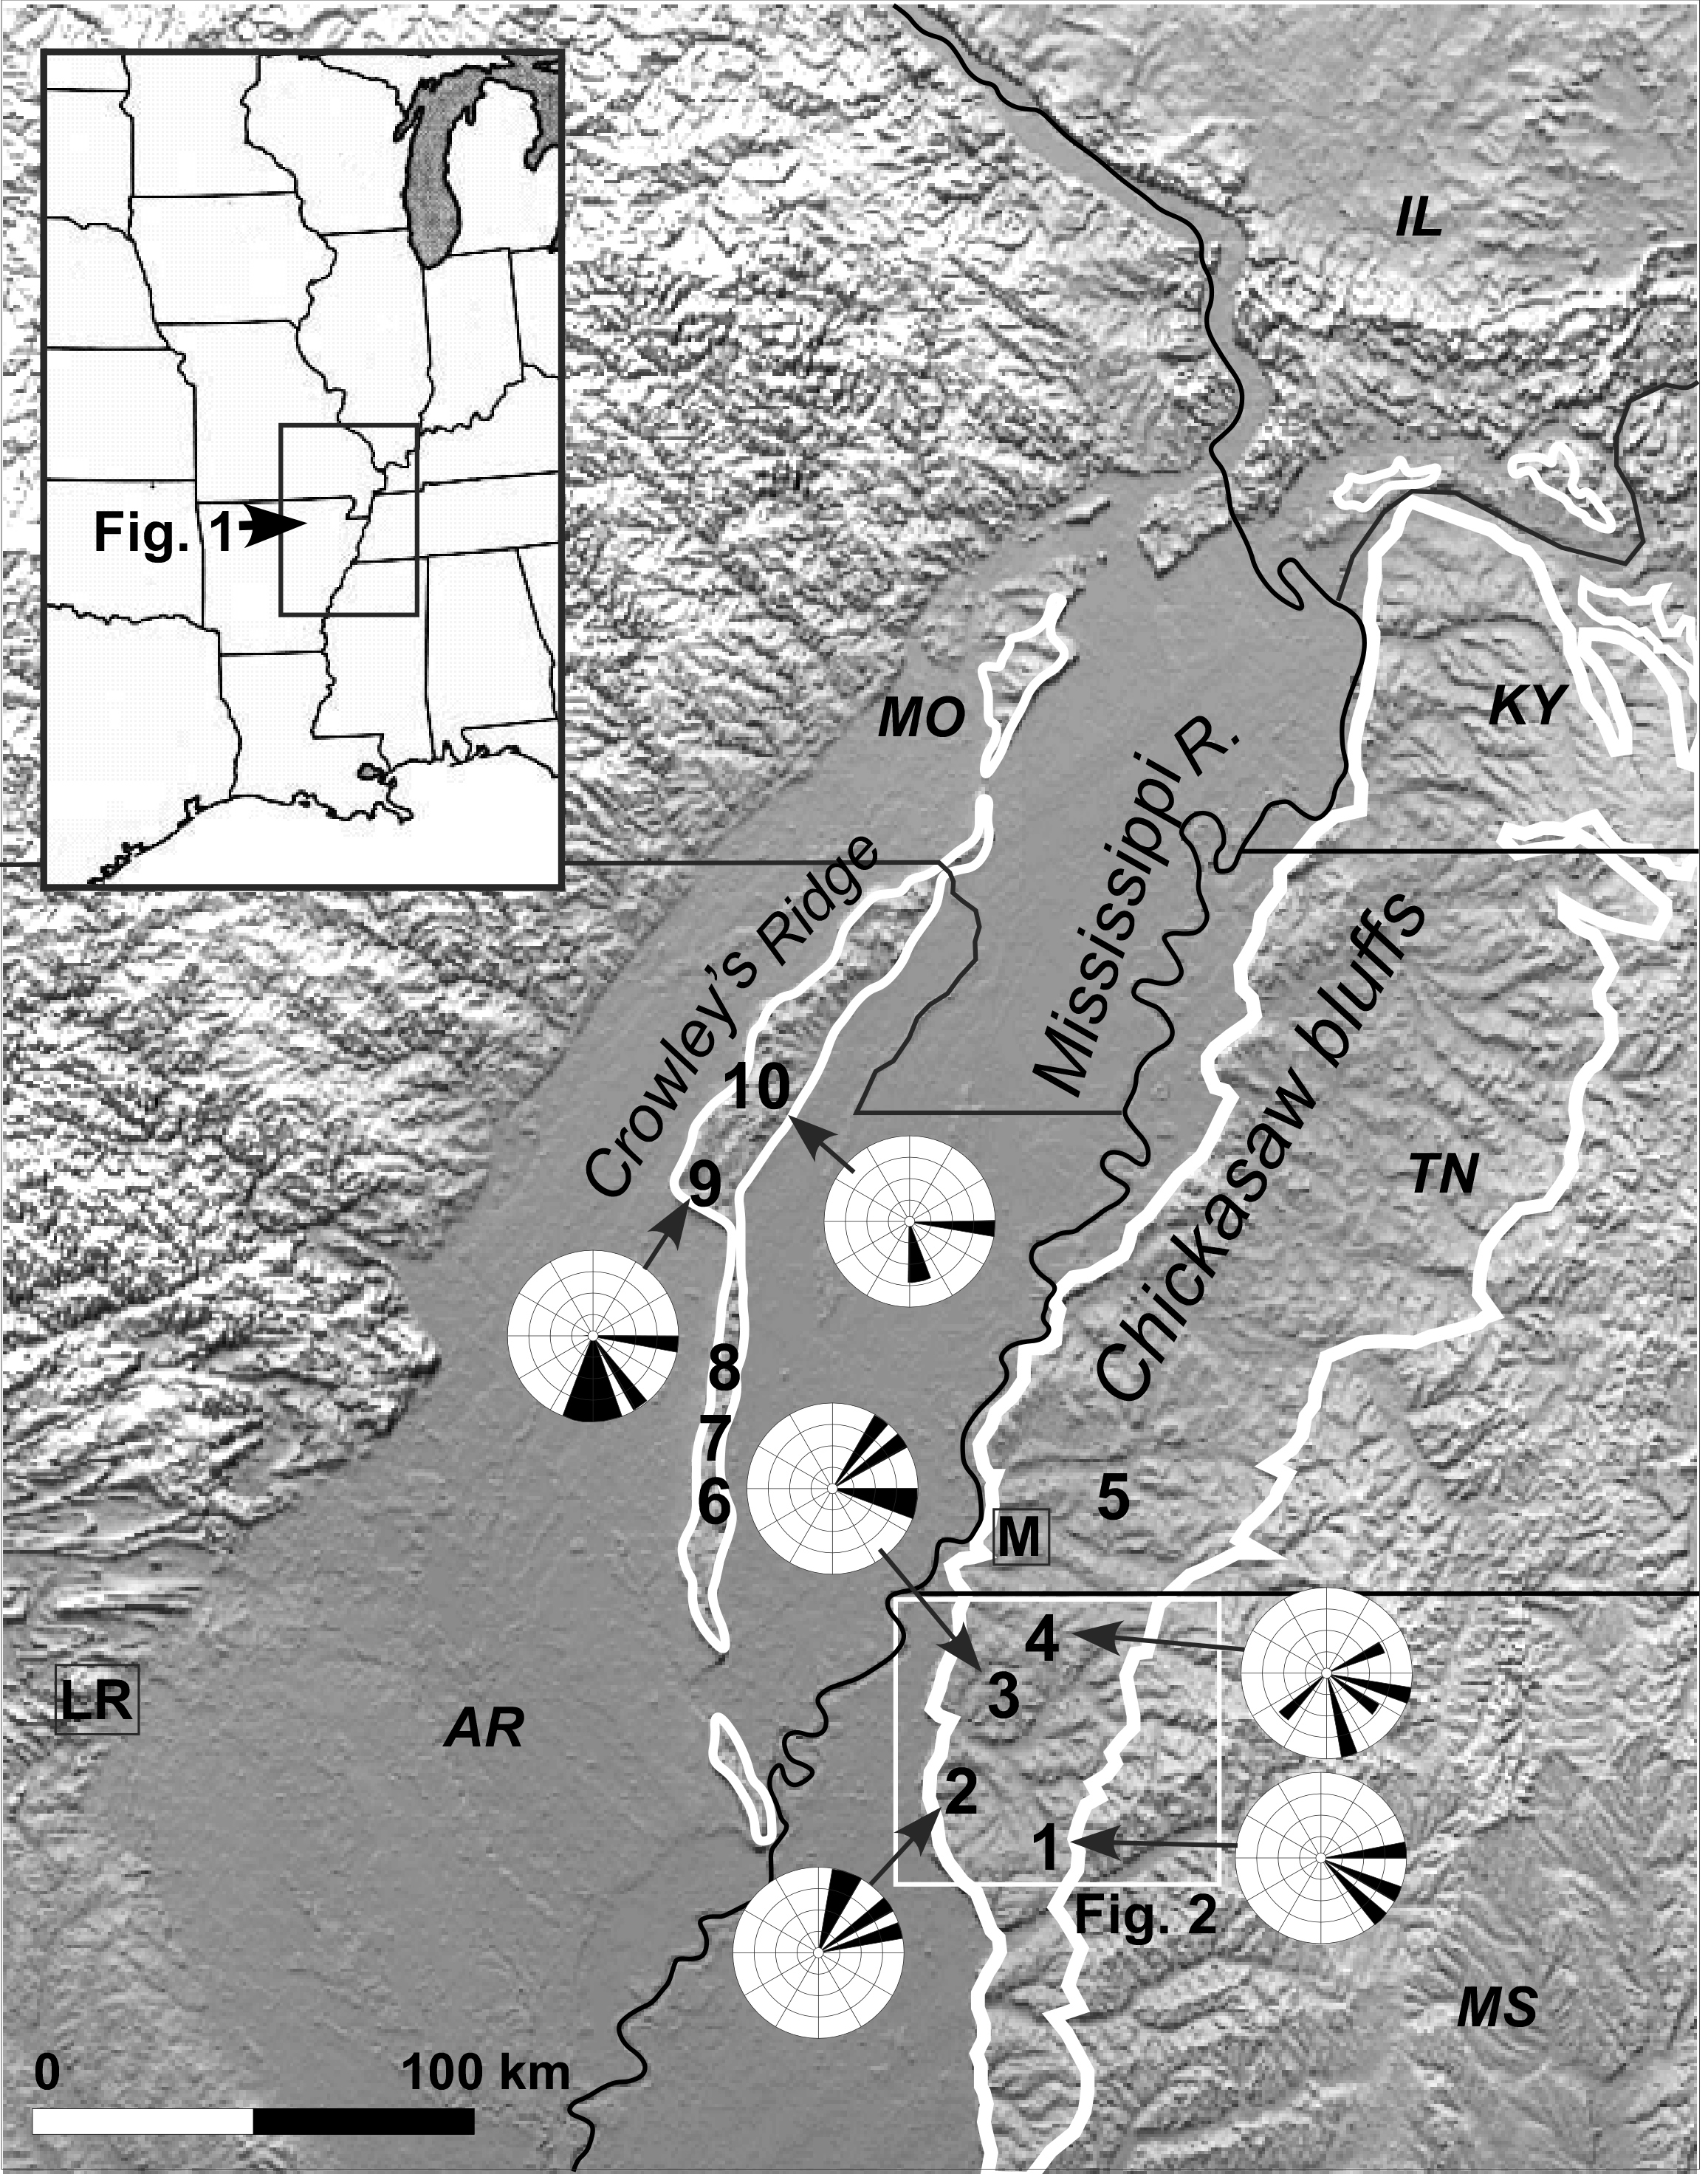 IL
Fig. 1
MO
KY
Mississippi R.
Crowley’s Ridge
Chickasaw bluffs
10
TN
9
8
7
6
5
M
4
3
LR
AR
2
1
Fig. 2
MS
0
100 km